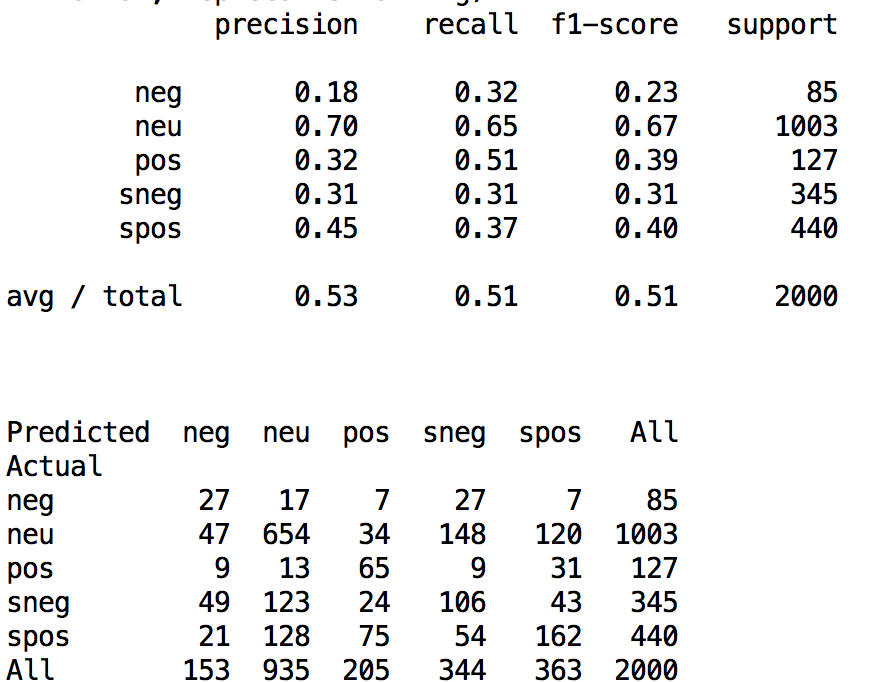 precision recall f1-score support
neg 0.18 0.32 0.23 85
neu 0.70 0.65 0.67 1003
pos 0.32 0.51 0.39 127
sneg 0.31 0.31 0.31 345
spos 0.45 0.37 0.40 440
avg / total 0.53 0.51 0.51 2000
Predicted neg neu pos sneg spos All
Actual
neg 27 17 7 27 7 85
neu 47 654 34 148 120 1003
pos 9 13 65 9 31 127
sneg 49 123 24 106 43 345
spos 21 128 75 54 162 440
All 153 935 205 344 363 2000